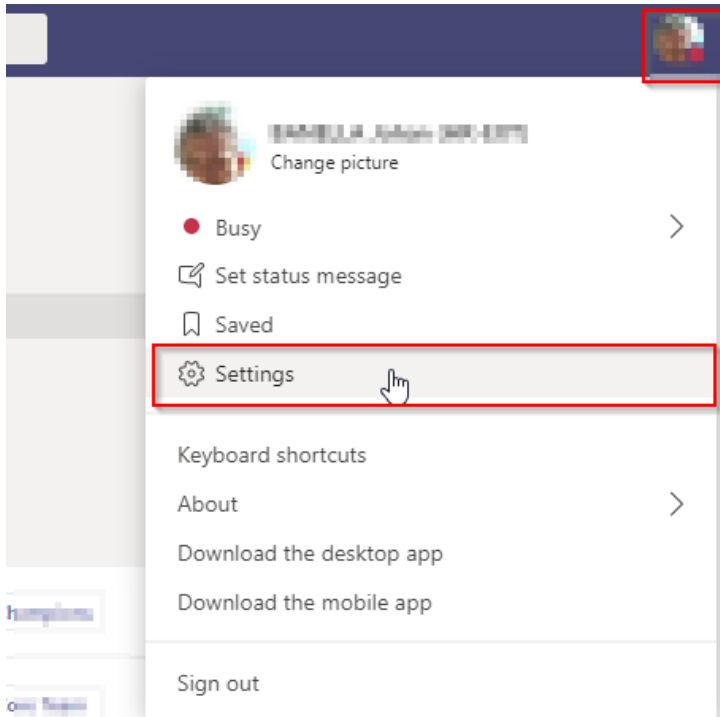 Change picture
Busy
Set status message
Saved
Settings
Keyboard shortcuts
About
Download the desktop app
Download the mobile app
Sign out